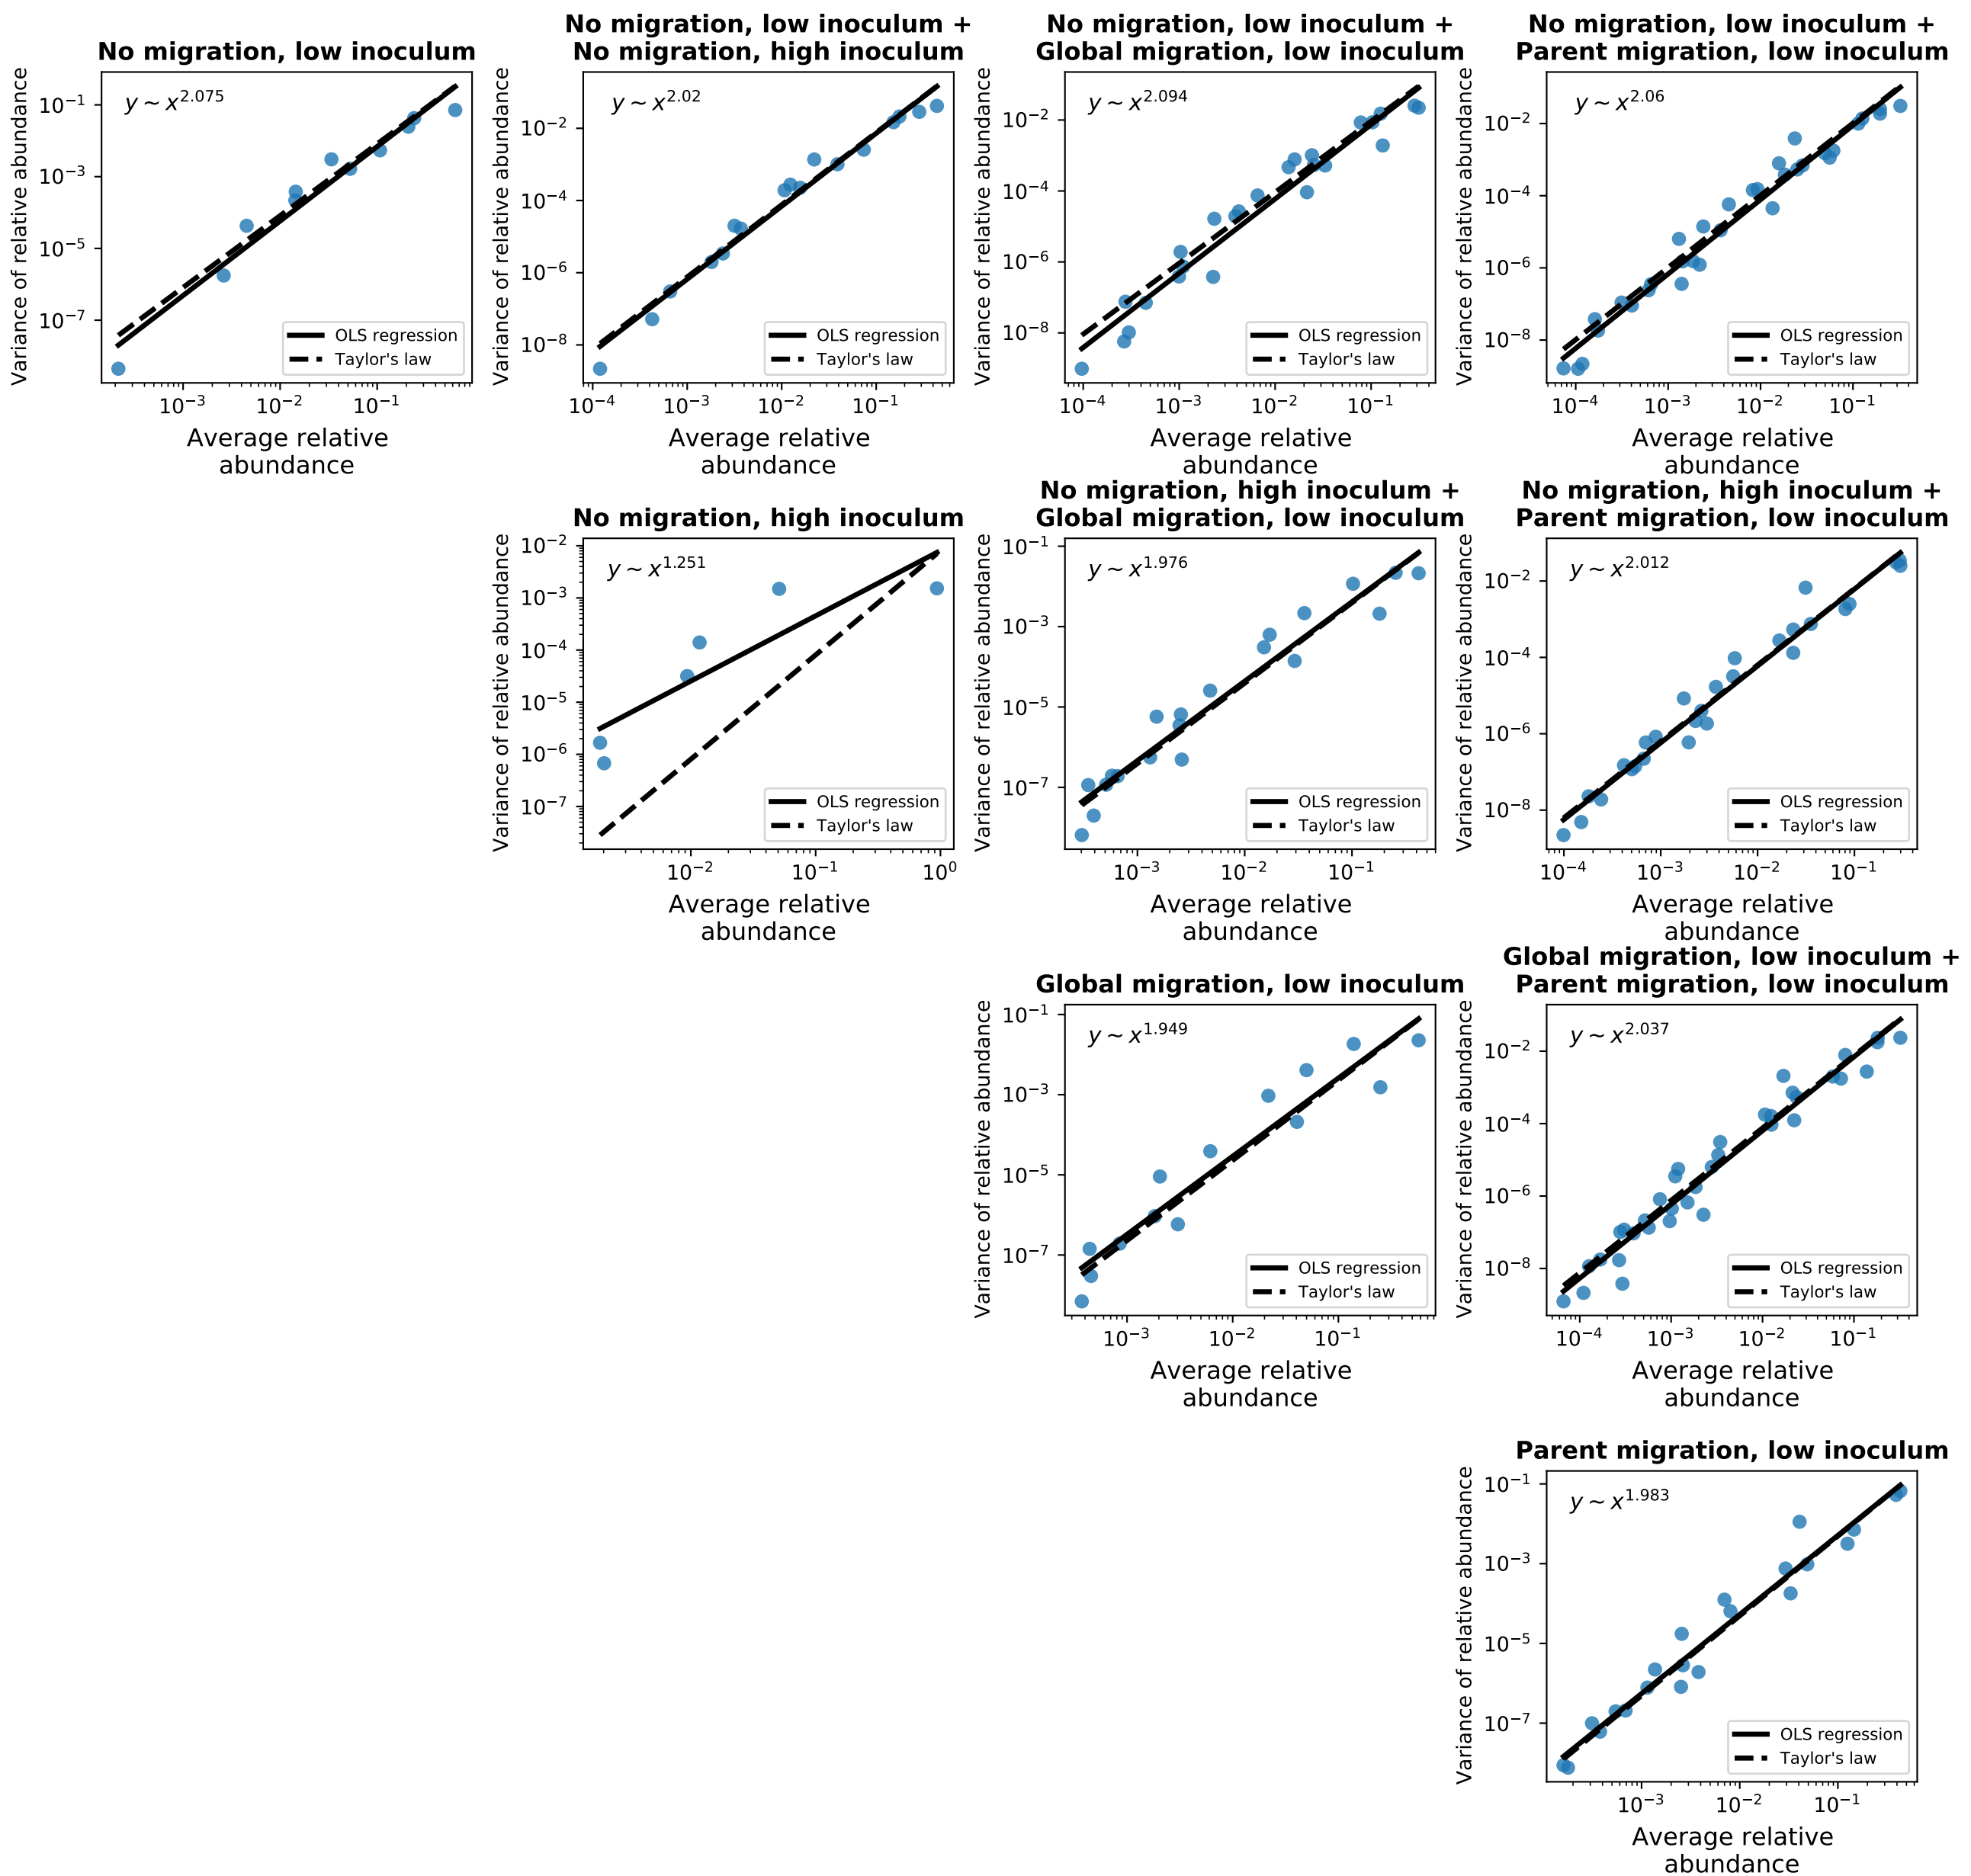 No migration, low inoculum
y ~ x^2.075
Variance of relative abundance
10^−1
10^−3
10^−5
10^−7
OLS regression
Taylor's law
10^−3 10^−2 10^−1
Average relative
abundance
No migration, low inoculum +
No migration, high inoculum
y ~ x^2.02
Variance of relative abundance
10^−2
10^−4
10^−6
10^−8
OLS regression
Taylor's law
10^−4 10^−3 10^−2 10^−1
Average relative
abundance
No migration, low inoculum +
Global migration, low inoculum
y ~ x^2.094
Variance of relative abundance
10^−2
10^−4
10^−6
10^−8
OLS regression
Taylor's law
10^−4 10^−3 10^−2 10^−1
Average relative
abundance
No migration, low inoculum +
Parent migration, low inoculum
y ~ x^2.06
Variance of relative abundance
10^−2
10^−4
10^−6
10^−8
OLS regression
Taylor's law
10^−4 10^−3 10^−2 10^−1
Average relative
abundance
No migration, high inoculum
y ~ x^1.251
Variance of relative abundance
10^−2
10^−3
10^−4
10^−5
10^−6
10^−7
OLS regression
Taylor's law
10^−2 10^−1 10^0
Average relative
abundance
No migration, high inoculum +
Global migration, low inoculum
y ~ x^1.976
Variance of relative abundance
10^−1
10^−3
10^−5
10^−7
OLS regression
Taylor's law
10^−3 10^−2 10^−1
Average relative
abundance
No migration, high inoculum +
Parent migration, low inoculum
y ~ x^2.012
Variance of relative abundance
10^−2
10^−4
10^−6
10^−8
OLS regression
Taylor's law
10^−4 10^−3 10^−2 10^−1
Average relative
abundance
Global migration, low inoculum
y ~ x^1.949
Variance of relative abundance
10^−1
10^−3
10^−5
10^−7
OLS regression
Taylor's law
10^−3 10^−2 10^−1
Average relative
abundance
Global migration, low inoculum +
Parent migration, low inoculum
y ~ x^2.037
Variance of relative abundance
10^−2
10^−4
10^−6
10^−8
OLS regression
Taylor's law
10^−4 10^−3 10^−2 10^−1
Average relative
abundance
Parent migration, low inoculum
y ~ x^1.983
Variance of relative abundance
10^−1
10^−3
10^−5
10^−7
OLS regression
Taylor's law
10^−3 10^−2 10^−1
Average relative
abundance